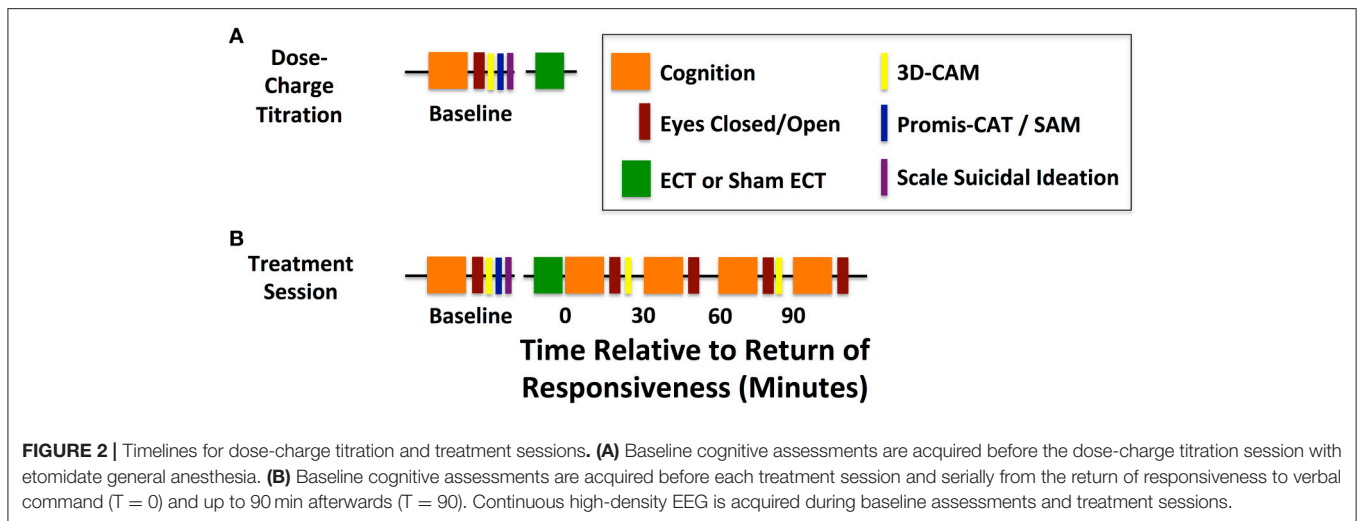 A
Dose-
Charge
Titration
Baseline
Cognition
3D-CAM
Eyes Closed/Open
Promis-CAT / SAM
ECT or Sham ECT
Scale Suicidal Ideation
B
Treatment
Session
Baseline
0 30 60 90
Time Relative to Return of
Responsiveness (Minutes)
FIGURE 2 | Timelines for dose-charge titration and treatment sessions. (A) Baseline cognitive assessments are acquired before the dose-charge titration session with
etomidate general anesthesia. (B) Baseline cognitive assessments are acquired before each treatment session and serially from the return of responsiveness to verbal
command (T = 0) and up to 90 min afterwards (T = 90). Continuous high-density EEG is acquired during baseline assessments and treatment sessions.